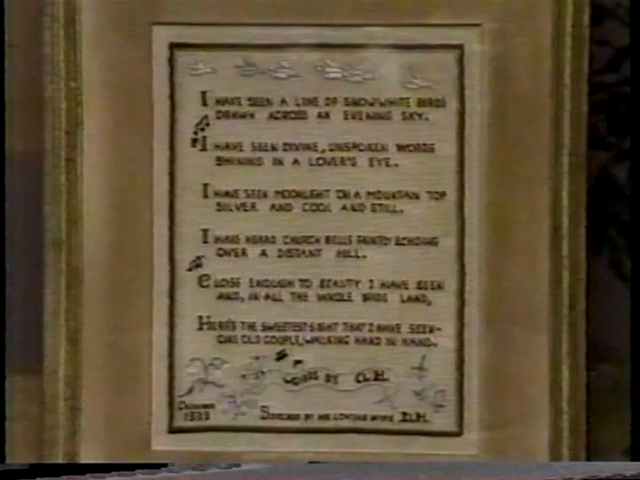 I HAVE SEEN A LINE OF SNOW-WHITE BIRDS
DRAWN ACROSS AN EVENING SKY.
I HAVE SEEN DIVINE, UNSPOKEN WORDS
SHINING IN A LOVER'S EYE.
I HAVE SEEN MOONLIGHT ON A MOUNTAIN TOP
SILVER AND COOL AND STILL.
I HAVE HEARD CHURCH BELLS FAINTLY ECHOING
OVER A DISTANT HILL.
CLOSE ENOUGH TO BEAUTY I HAVE BEEN
AND, IN ALL THE WHOLE WIDE LAND,
HERE'S THE SWEETEST SIGHT THAT I HAVE SEEN—
ONE OLD COUPLE, WALKING HAND IN HAND.
WORDS BY O.H.
STITCHED BY HIS LOVING WIFE D.H.